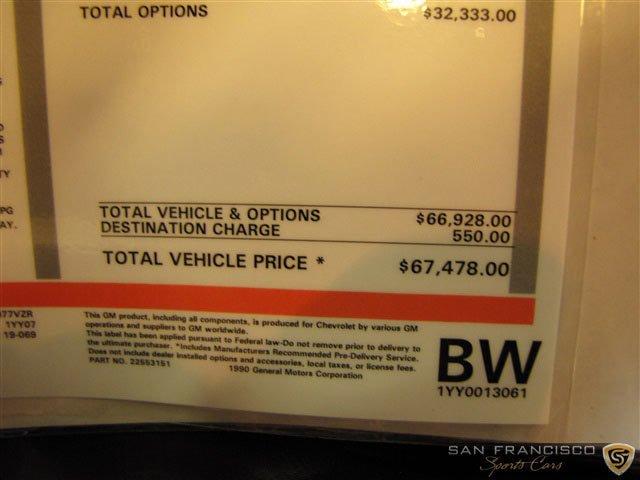 TOTAL OPTIONS $32,333.00
TY
PG
AY.
TOTAL VEHICLE & OPTIONS $66,928.00
DESTINATION CHARGE 550.00
TOTAL VEHICLE PRICE * $67,478.00
77VZR
1YY07
19-069
This GM product, including all components, is produced for Chevrolet by various GM
operations and suppliers to GM worldwide.
This label has been applied pursuant to Federal law-Do not remove prior to delivery to
the ultimate purchaser. *Includes Manufacturers Recommended Pre-Delivery Service.
Does not include dealer installed options and accessories, local taxes, or license fees.
PART NO. 22553151 1990 General Motors Corporation
BW
1YY0013061
SAN FRANCISCO
Sports Cars